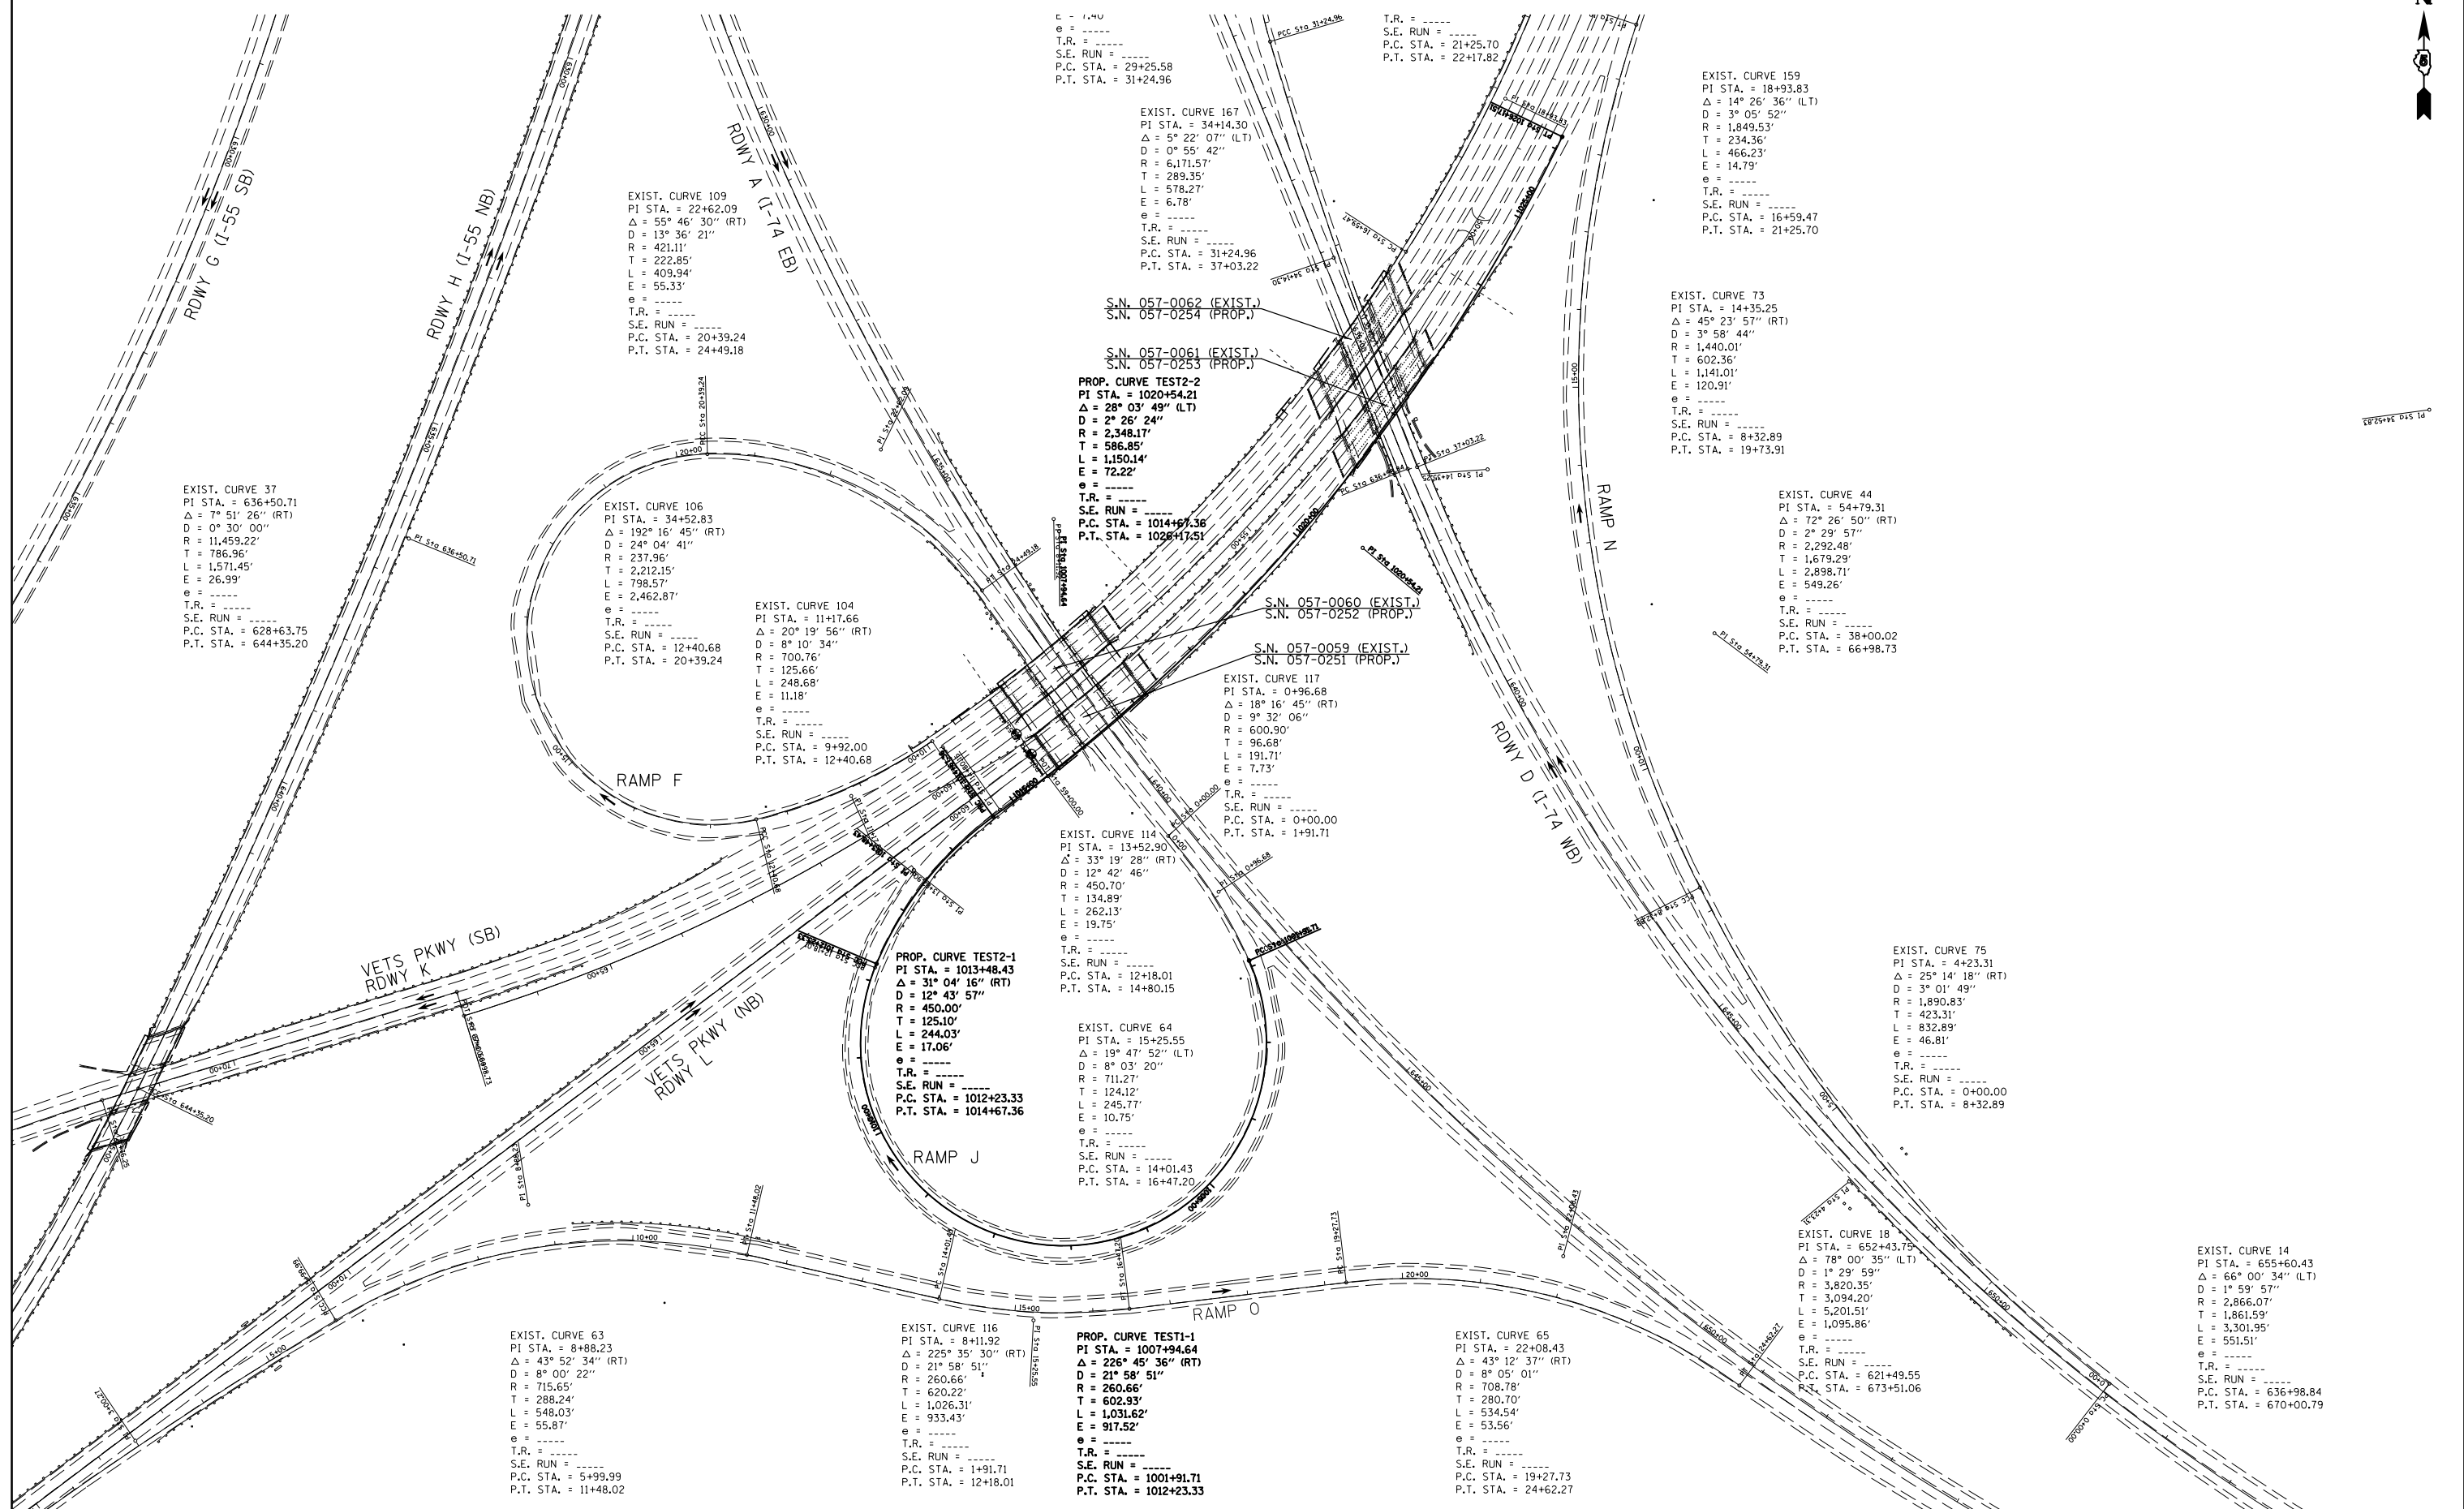 E = 7.40
e = _____
T.R. = _____
S.E. RUN = _____
P.C. STA. = 29+25.58
P.T. STA. = 31+24.96
PCC Sta 31+24.96
T.R. = _____
S.E. RUN = _____
P.C. STA. = 21+25.70
P.T. STA. = 22+17.82
EXIST. CURVE 159
PI STA. = 18+93.83
Δ = 14° 26' 36" (LT)
D = 3° 05' 52"
R = 1,849.53'
T = 234.36'
L = 466.23'
E = 14.79'
e = _____
T.R. = _____
S.E. RUN = _____
P.C. STA. = 16+59.47
P.T. STA. = 21+25.70
EXIST. CURVE 167
PI STA. = 34+14.30
Δ = 5° 22' 07" (LT)
D = 0° 55' 42"
R = 6,171.57'
T = 289.35'
L = 578.27'
E = 6.78'
e = _____
T.R. = _____
S.E. RUN = _____
P.C. STA. = 31+24.96
P.T. STA. = 37+03.22
EXIST. CURVE 109
PI STA. = 22+62.09
Δ = 55° 46' 30" (RT)
D = 13° 36' 21"
R = 421.11'
T = 222.85'
L = 409.94'
E = 55.33'
e = _____
T.R. = _____
S.E. RUN = _____
P.C. STA. = 20+39.24
P.T. STA. = 24+49.18
RDWY G (I-55 SB)
RDWY H (I-55 NB)
RDWY A (I-74 EB)
S.N. 057-0062 (EXIST.)
S.N. 057-0254 (PROP.)
S.N. 057-0061 (EXIST.)
S.N. 057-0253 (PROP.)
EXIST. CURVE 73
PI STA. = 14+35.25
Δ = 45° 23' 57" (RT)
D = 3° 58' 44"
R = 1,440.01'
T = 602.36'
L = 1,141.01'
E = 120.91'
e = _____
T.R. = _____
S.E. RUN = _____
P.C. STA. = 8+32.89
P.T. STA. = 19+73.91
PROP. CURVE TEST2-2
PI STA. = 1020+54.21
Δ = 28° 03' 49" (LT)
D = 2° 26' 24"
R = 2,348.17'
T = 586.85'
L = 1,150.14'
E = 72.22'
e = _____
T.R. = _____
S.E. RUN = _____
P.C. STA. = 1014+67.36
P.T. STA. = 1026+17.51
PI Sta 34+52.83
EXIST. CURVE 37
PI STA. = 636+50.71
Δ = 7° 51' 26" (RT)
D = 0° 30' 00"
R = 11,459.22'
T = 786.96'
L = 1,571.45'
E = 26.99'
e = _____
T.R. = _____
S.E. RUN = _____
P.C. STA. = 628+63.75
P.T. STA. = 644+35.20
PI Sta 636+50.71
EXIST. CURVE 106
PI STA. = 34+52.83
Δ = 192° 16' 45" (RT)
D = 24° 04' 41"
R = 237.96'
T = 2,212.15'
L = 798.57'
E = 2,462.87'
e = _____
T.R. = _____
S.E. RUN = _____
P.C. STA. = 12+40.68
P.T. STA. = 20+39.24
EXIST. CURVE 104
PI STA. = 11+17.66
Δ = 20° 19' 56" (RT)
D = 8° 10' 34"
R = 700.76'
T = 125.66'
L = 248.68'
E = 11.18'
e = _____
T.R. = _____
S.E. RUN = _____
P.C. STA. = 9+92.00
P.T. STA. = 12+40.68
PCC Sta 20+39.24
PI Sta 1020+54.21
RAMP N
EXIST. CURVE 44
PI STA. = 54+79.31
Δ = 72° 26' 50" (RT)
D = 2° 29' 57"
R = 2,292.48'
T = 1,679.29'
L = 2,898.71'
E = 549.26'
e = _____
T.R. = _____
S.E. RUN = _____
P.C. STA. = 38+00.02
P.T. STA. = 66+98.73
PI Sta 54+79.31
S.N. 057-0060 (EXIST.)
S.N. 057-0252 (PROP.)
S.N. 057-0059 (EXIST.)
S.N. 057-0251 (PROP.)
EXIST. CURVE 117
PI STA. = 0+96.68
Δ = 18° 16' 45" (RT)
D = 9° 32' 06"
R = 600.90'
T = 96.68'
L = 191.71'
E = 7.73'
e = _____
T.R. = _____
S.E. RUN = _____
P.C. STA. = 0+00.00
P.T. STA. = 1+91.71
RAMP F
RDWY D (I-74 WB)
EXIST. CURVE 114
PI STA. = 13+52.90
Δ = 33° 19' 28" (RT)
D = 12° 42' 46"
R = 450.70'
T = 134.89'
L = 262.13'
E = 19.75'
e = _____
T.R. = _____
S.E. RUN = _____
P.C. STA. = 12+18.01
P.T. STA. = 14+80.15
VETS PKWY (SB)
RDWY K
VETS PKWY (NB)
RDWY L
PROP. CURVE TEST2-1
PI STA. = 1013+48.43
Δ = 31° 04' 16" (RT)
D = 12° 43' 57"
R = 450.00'
T = 125.10'
L = 244.03'
E = 17.06'
e = _____
T.R. = _____
S.E. RUN = _____
P.C. STA. = 1012+23.33
P.T. STA. = 1014+67.36
EXIST. CURVE 64
PI STA. = 15+25.55
Δ = 19° 47' 52" (LT)
D = 8° 03' 20"
R = 711.27'
T = 124.12'
L = 245.77'
E = 10.75'
e = _____
T.R. = _____
S.E. RUN = _____
P.C. STA. = 14+01.43
P.T. STA. = 16+47.20
EXIST. CURVE 75
PI STA. = 4+23.31
Δ = 25° 14' 18" (RT)
D = 3° 01' 49"
R = 1,890.83'
T = 423.31'
L = 832.89'
E = 46.81'
e = _____
T.R. = _____
S.E. RUN = _____
P.C. STA. = 0+00.00
P.T. STA. = 8+32.89
RAMP J
RAMP O
EXIST. CURVE 18
PI STA. = 652+43.75
Δ = 78° 00' 35" (LT)
D = 1° 29' 59"
R = 3,820.35'
T = 3,094.20'
L = 5,201.51'
E = 1,095.86'
e = _____
T.R. = _____
S.E. RUN = _____
P.C. STA. = 621+49.55
P.T. STA. = 673+51.06
EXIST. CURVE 14
PI STA. = 655+60.43
Δ = 66° 00' 34" (LT)
D = 1° 59' 57"
R = 2,866.07'
T = 1,861.59'
L = 3,301.95'
E = 551.51'
e = _____
T.R. = _____
S.E. RUN = _____
P.C. STA. = 636+98.84
P.T. STA. = 670+00.79
EXIST. CURVE 63
PI STA. = 8+88.23
Δ = 43° 52' 34" (RT)
D = 8° 00' 22"
R = 715.65'
T = 288.24'
L = 548.03'
E = 55.87'
e = _____
T.R. = _____
S.E. RUN = _____
P.C. STA. = 5+99.99
P.T. STA. = 11+48.02
EXIST. CURVE 116
PI STA. = 8+11.92
Δ = 225° 35' 30" (RT)
D = 21° 58' 51"
R = 260.66'
T = 620.22'
L = 1,026.31'
E = 933.43'
e = _____
T.R. = _____
S.E. RUN = _____
P.C. STA. = 1+91.71
P.T. STA. = 12+18.01
PROP. CURVE TEST1-1
PI STA. = 1007+94.64
Δ = 226° 45' 36" (RT)
D = 21° 58' 51"
R = 260.66'
T = 602.93'
L = 1,031.62'
E = 917.52'
e = _____
T.R. = _____
S.E. RUN = _____
P.C. STA. = 1001+91.71
P.T. STA. = 1012+23.33
EXIST. CURVE 65
PI STA. = 22+08.43
Δ = 43° 12' 37" (RT)
D = 8° 05' 01"
R = 708.78'
T = 280.70'
L = 534.54'
E = 53.56'
e = _____
T.R. = _____
S.E. RUN = _____
P.C. STA. = 19+27.73
P.T. STA. = 24+62.27